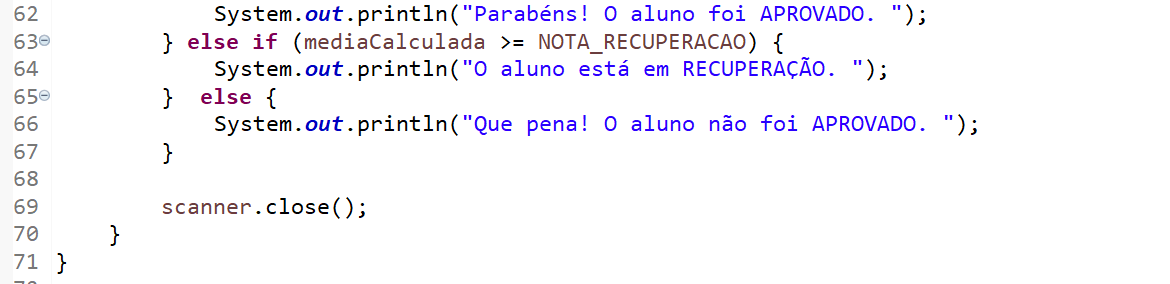 62 System.out.println("Parabéns! O aluno foi APROVADO. ");
63 } else if (mediaCalculada >= NOTA_RECUPERACAO) {
64 System.out.println("O aluno está em RECUPERAÇÃO. ");
65 }  else {
66 System.out.println("Que pena! O aluno não foi APROVADO. ");
67 }
68
69 scanner.close();
70 }
71 }